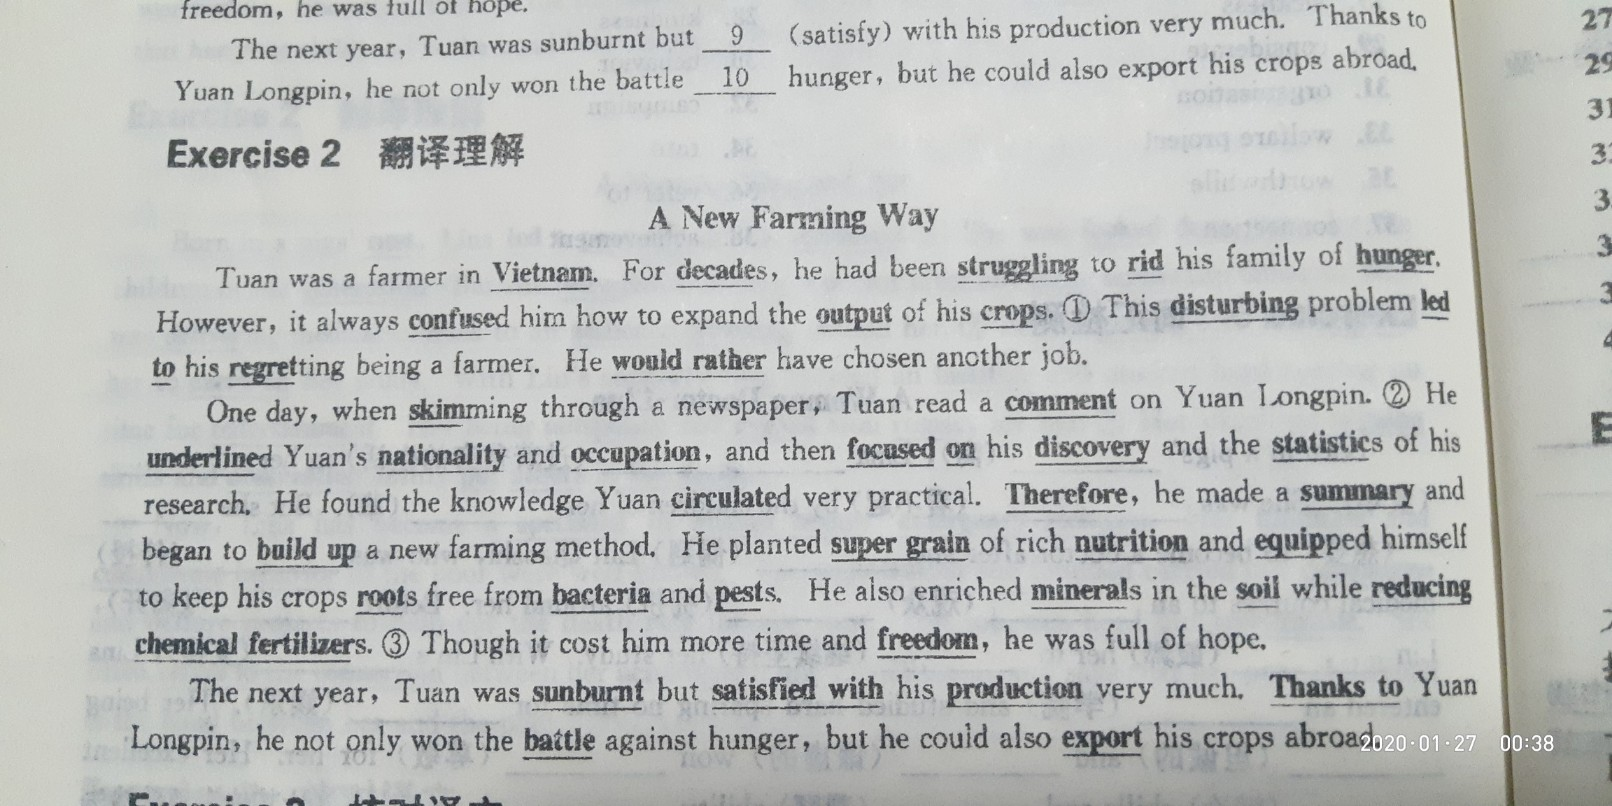 freedom, he was full of hope.
The next year, Tuan was sunburnt but 9 (satisfy) with his production very much. Thanks to
Yuan Longpin, he not only won the battle 10 hunger, but he could also export his crops abroad.
Exercise 2 翻译理解
A New Farming Way
Tuan was a farmer in Vietnam. For decades, he had been struggling to rid his family of hunger.
However, it always confused him how to expand the output of his crops. ① This disturbing problem led
to his regretting being a farmer. He would rather have chosen another job.
One day, when skimming through a newspaper, Tuan read a comment on Yuan Longpin. ② He
underlined Yuan's nationality and occupation, and then focused on his discovery and the statistics of his
research. He found the knowledge Yuan circulated very practical. Therefore, he made a summary and
began to build up a new farming method. He planted super grain of rich nutrition and equipped himself
to keep his crops roots free from bacteria and pests. He also enriched minerals in the soil while reducing
chemical fertilizers. ③ Though it cost him more time and freedom, he was full of hope.
The next year, Tuan was sunburnt but satisfied with his production very much. Thanks to Yuan
Longpin, he not only won the battle against hunger, but he could also export his crops abroad.
2020·01·27 00:38
27
29
31